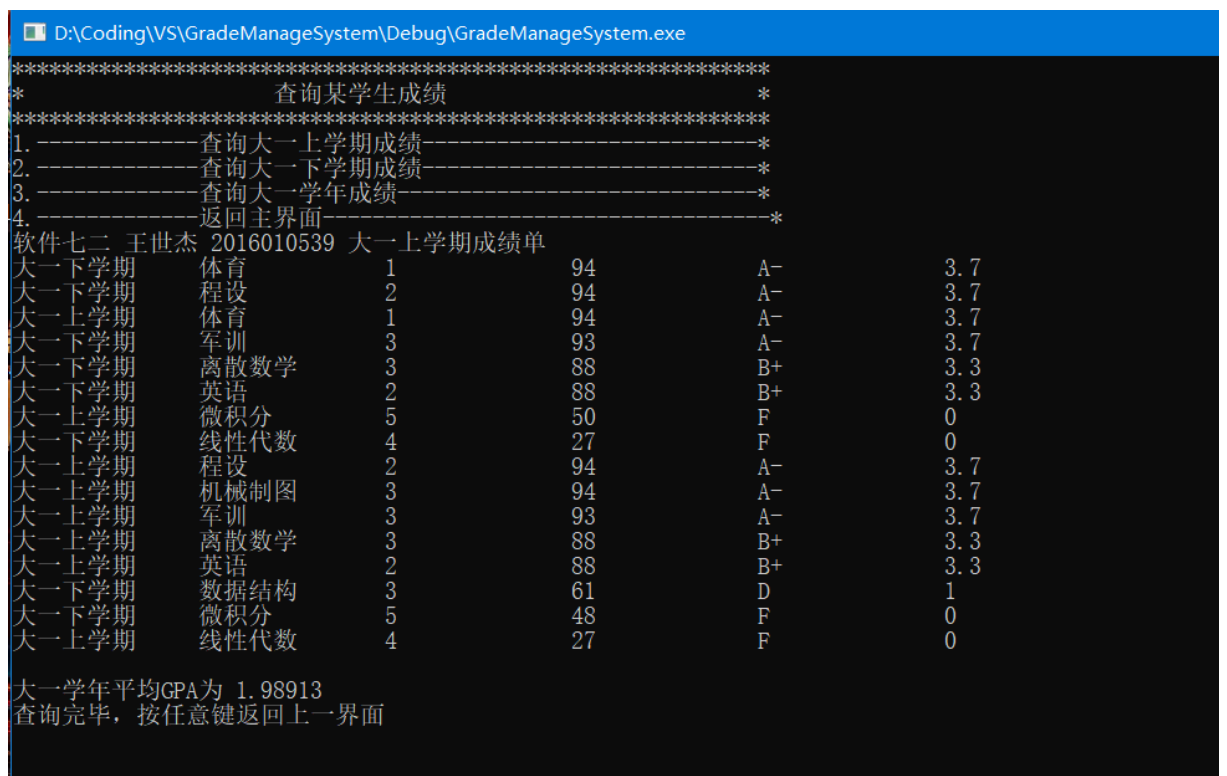 D:\Coding\VS\GradeManageSystem\Debug\GradeManageSystem.exe
*************************************************************
* 查询某学生成绩 *
*************************************************************
1.-------------查询大一上学期成绩---------------------------*
2.-------------查询大一下学期成绩---------------------------*
3.-------------查询大一学年成绩-----------------------------*
4.-------------返回主界面------------------------------------*
软件七二 王世杰 2016010539 大一上学期成绩单
大一下学期 体育 1 94 A- 3.7
大一下学期 程设 2 94 A- 3.7
大一上学期 体育 1 94 A- 3.7
大一下学期 军训 3 93 A- 3.7
大一下学期 离散数学 3 88 B+ 3.3
大一下学期 英语 2 88 B+ 3.3
大一上学期 微积分 5 50 F 0
大一下学期 线性代数 4 27 F 0
大一上学期 程设 2 94 A- 3.7
大一上学期 机械制图 3 94 A- 3.7
大一上学期 军训 3 93 A- 3.7
大一上学期 离散数学 3 88 B+ 3.3
大一上学期 英语 2 88 B+ 3.3
大一下学期 数据结构 3 61 D 1
大一下学期 微积分 5 48 F 0
大一上学期 线性代数 4 27 F 0
大一学年平均GPA为 1.98913
查询完毕，按任意键返回上一界面